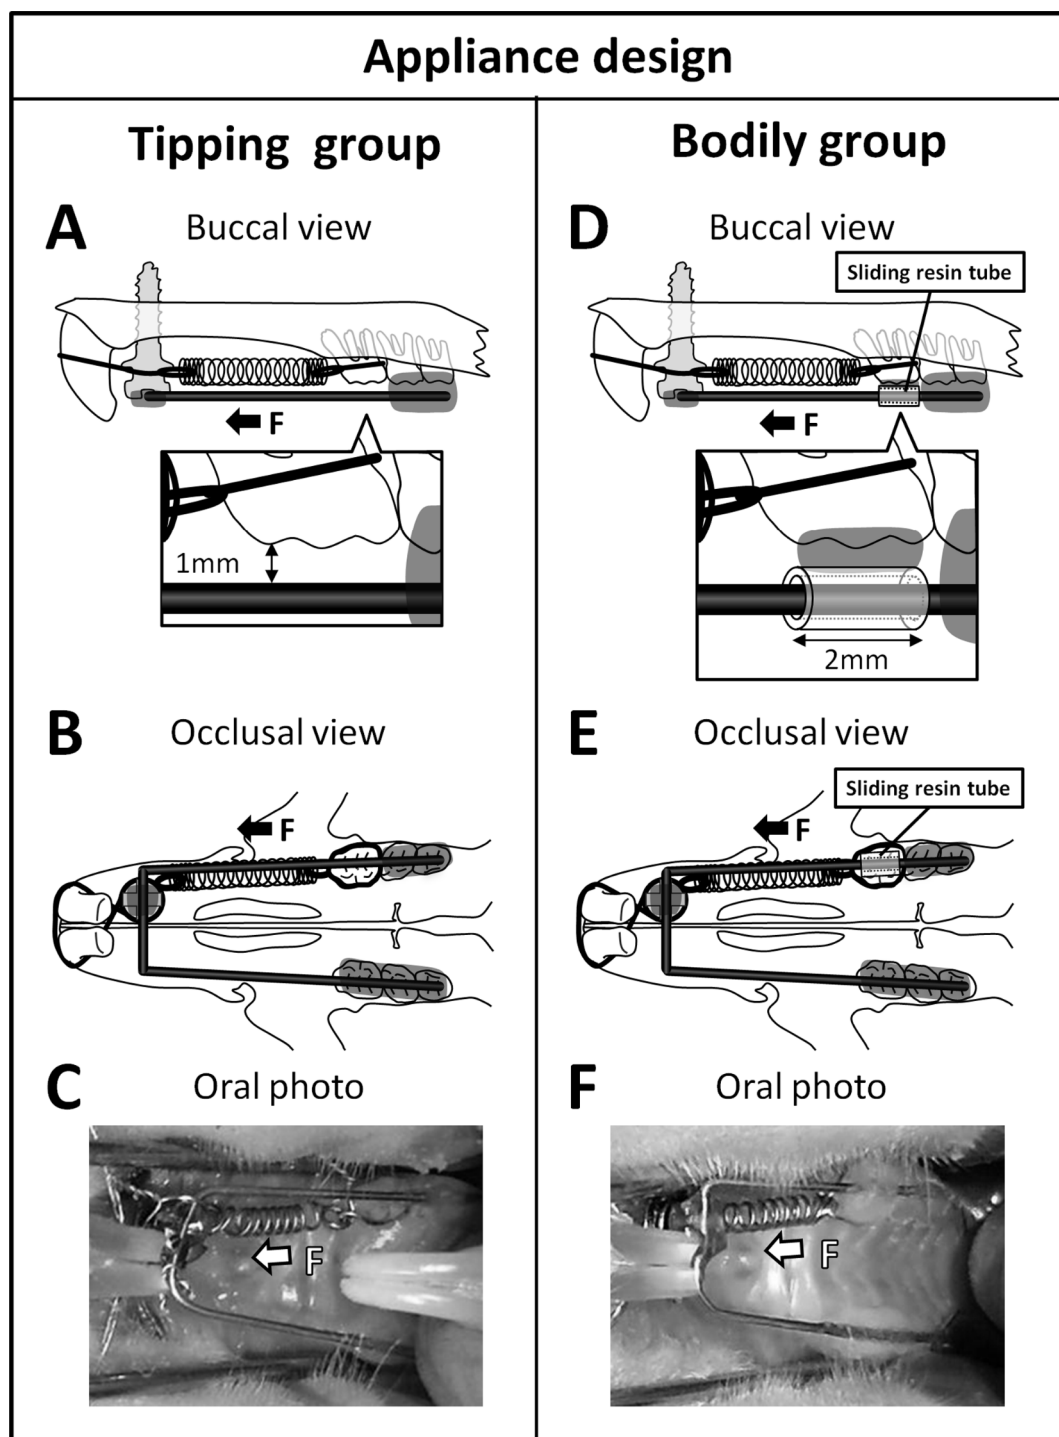 Appliance design
Tipping group
A
Buccal view
F
1mm
B
Occlusal view
F
C
Oral photo
F
Bodily group
D
Buccal view
Sliding resin tube
F
2mm
E
Occlusal view
Sliding resin tube
F
F
Oral photo
F